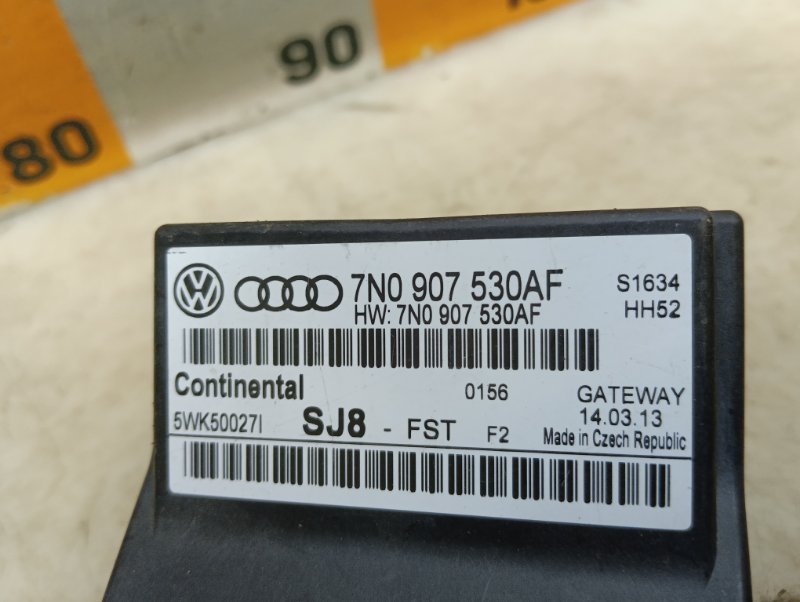 80
90
7N0 907 530AF
S1634
HW: 7N0 907 530AF
HH52
Continental
0156
GATEWAY
5WK50027I
SJ8 - FST F2
14.03.13
Made in Czech Republic